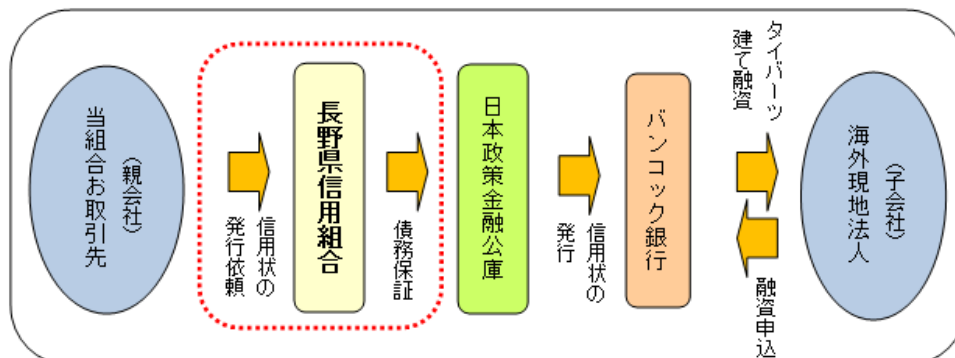 当組合お取引先
（親会社）
信用状の
発行依頼
長野県信用組合
債務保証
日本政策金融公庫
信用状の
発行
バンコック銀行
タイバーツ
建て融資
融資申込
海外現地法人
（子会社）